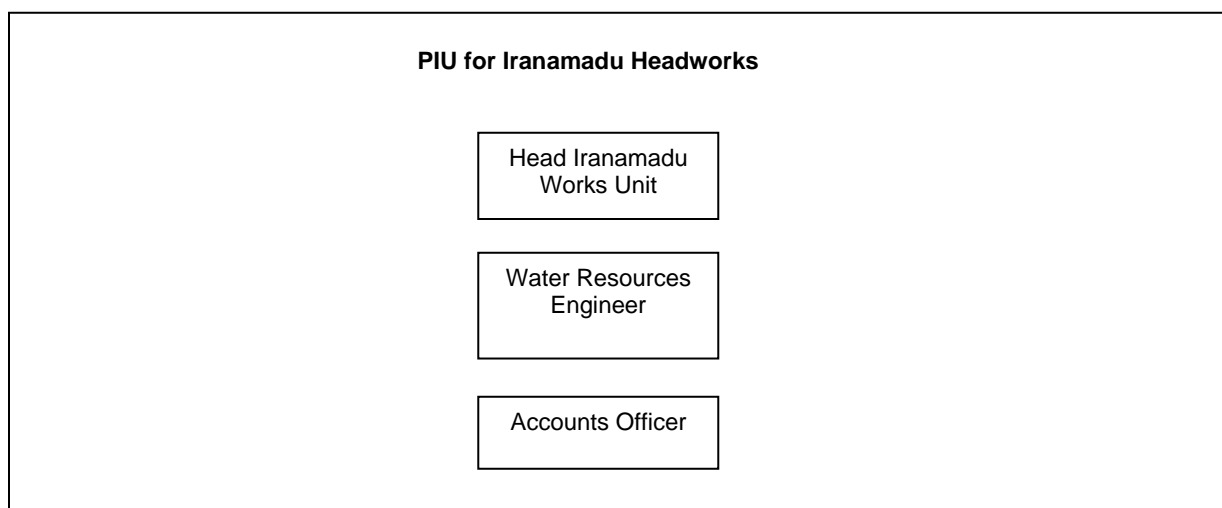 PIU for Iranamadu Headworks
Head Iranamadu
Works Unit
Water Resources
Engineer
Accounts Officer